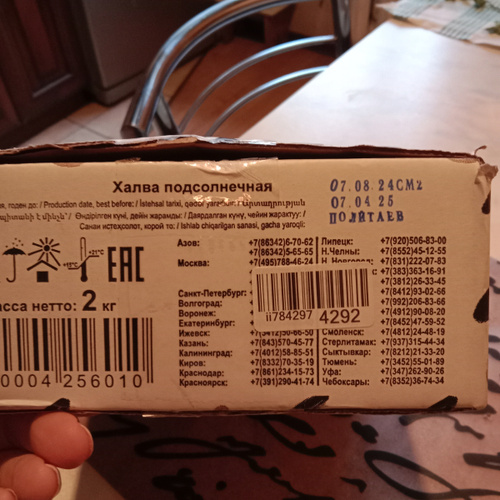 Халва подсолнечная
07.08.24СМ2
07.04.25
ПОЛИТАЕВ
годен до: / Production date, best before: / Istehsal tarixi,
Өндірілген күні, дейін жарамды: / Даярдалган күнү, чейин жарактуу: /
Санаи истеҳсолот, корой то: / Ishlab chiqarilgan sanasi, gacha yaroqli:
EAC
масса нетто: 2 кг
0004 256010
Азов: +7(86342)6-70-62
+7(86342)5-65-65
Москва: +7(495)788-46-24
Санкт-Петербург:
Волгоград:
Воронеж:
Екатеринбург:
Ижевск:
Казань: +7(843)570-45-77
Калининград: +7(4012)58-85-51
Киров: +7(8332)70-35-30
Краснодар: +7(861)234-15-73
Красноярск: +7(391)290-41-74
Липецк: +7(920)506-83-00
Н.Челны: +7(8552)45-12-55
+7(831)222-07-83
+7(383)363-16-91
+7(3812)26-33-45
+7(8412)93-02-66
+7(992)206-83-66
+7(4912)90-08-20
+7(8452)47-59-52
Смоленск: +7(4812)24-48-19
Стерлитамак: +7(937)315-44-34
Сыктывкар: +7(8212)21-33-20
Тюмень: +7(3452)55-01-89
Уфа: +7(347)262-90-26
Чебоксары: +7(8352)36-74-34
ii784297 4292